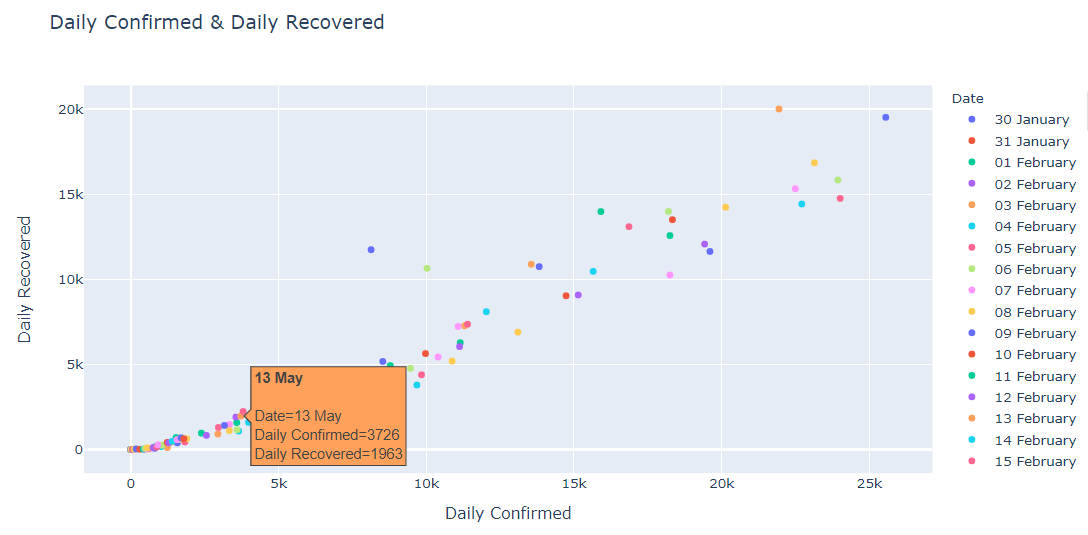 Daily Confirmed & Daily Recovered
Daily Recovered
20k
15k
10k
5k
0
0
5k
10k
15k
20k
25k
Daily Confirmed
13 May
Date=13 May
Daily Confirmed=3726
Daily Recovered=1963
Date
30 January
31 January
01 February
02 February
03 February
04 February
05 February
06 February
07 February
08 February
09 February
10 February
11 February
12 February
13 February
14 February
15 February